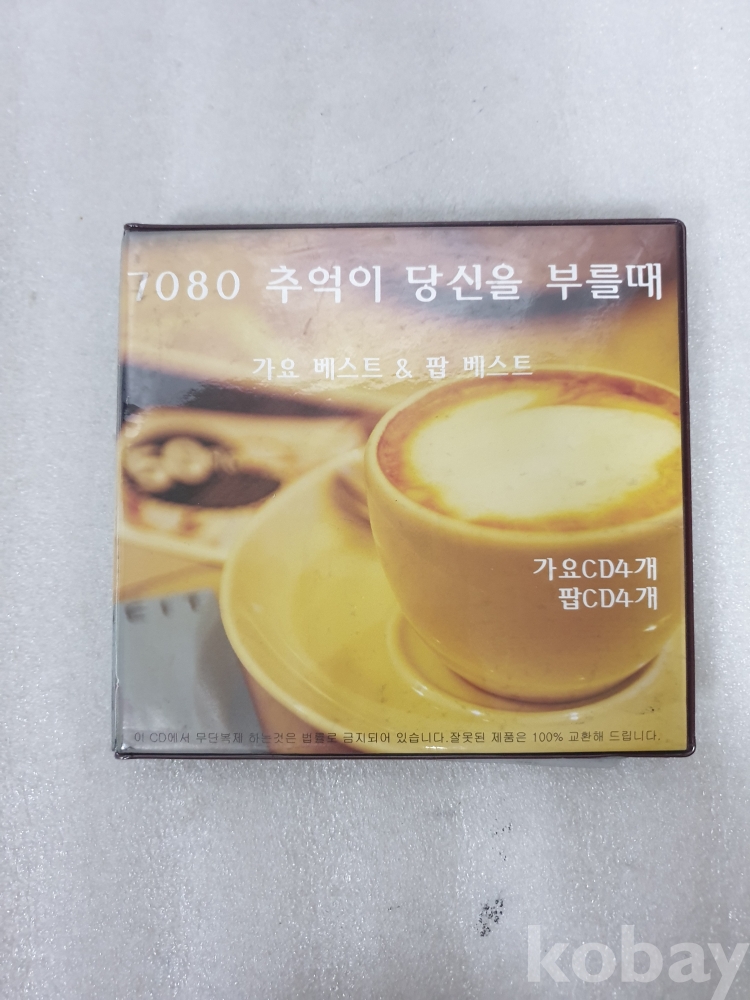 7080 추억이 당신을 부를때
가요 베스트 & 팝 베스트
가요CD4개
팝CD4개
이 CD에서 무단복제 하는것은 법률로 금지되어 있습니다.잘못된 제품은 100% 교환해 드립니다.
kobay